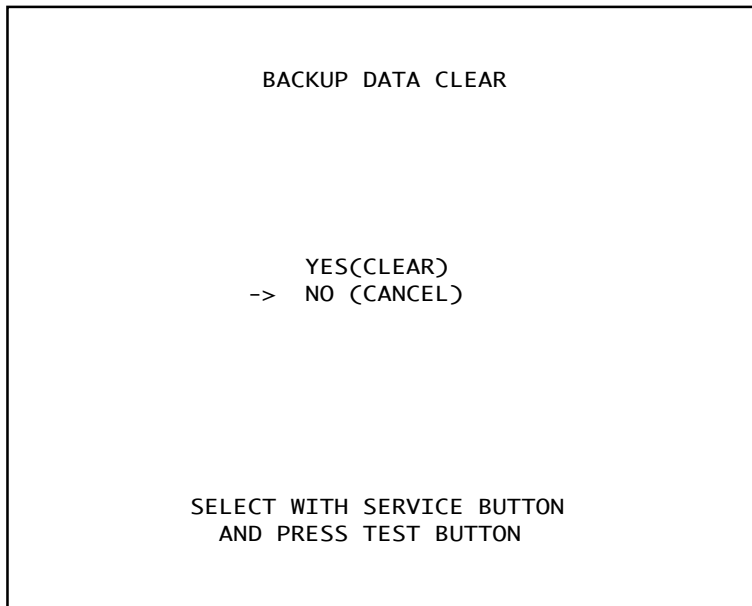 BACKUP DATA CLEAR
YES(CLEAR)
-> NO (CANCEL)
SELECT WITH SERVICE BUTTON
AND PRESS TEST BUTTON